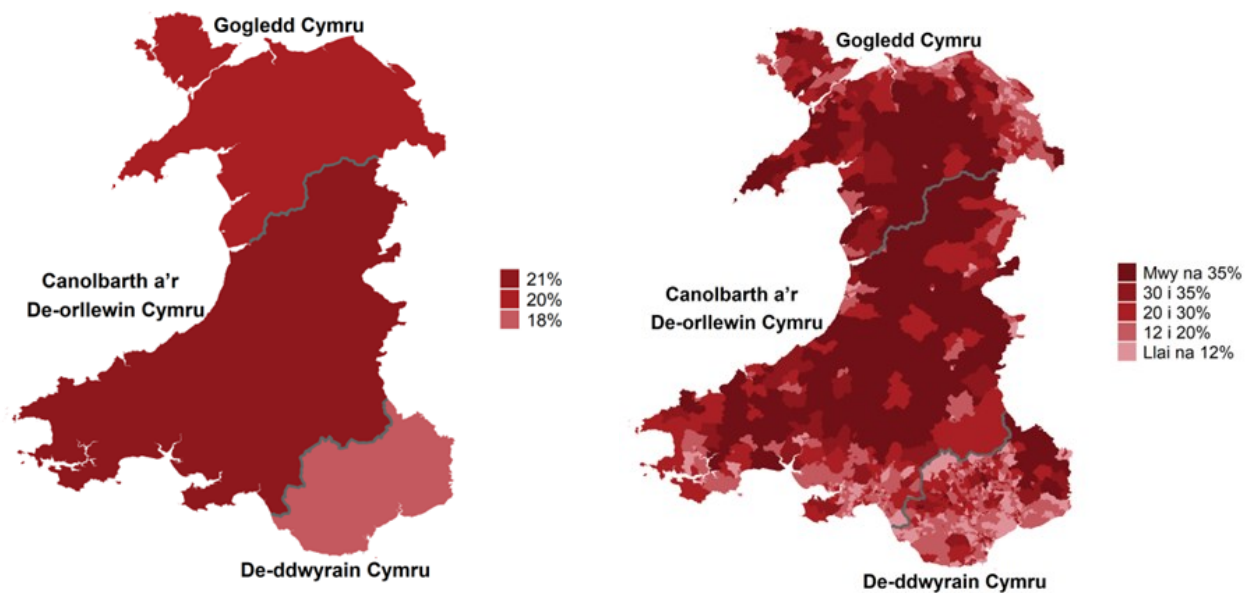 Gogledd Cymru
Canolbarth a'r
De-orllewin Cymru
21%
20%
18%
De-ddwyrain Cymru
Gogledd Cymru
Canolbarth a'r
De-orllewin Cymru
Mwy na 35%
30 i 35%
20 i 30%
12 i 20%
Llai na 12%
De-ddwyrain Cymru